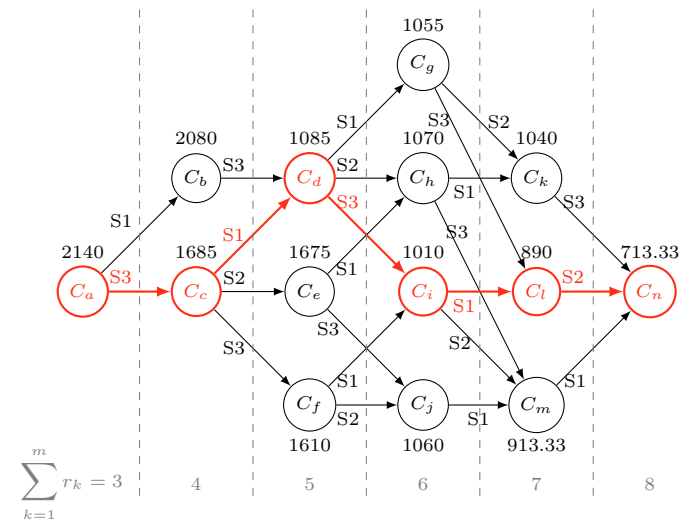 1055
C_g
S3
S2
S1
2080
1085
1070
1040
C_b
S3
C_d
S2
C_h
S1
C_k
S3
S3
S1
S1
S3
2140
1685
1675
1010
890
713.33
C_a
S3
C_c
S2
C_e
S1
C_i
S1
C_l
S2
C_n
S3
S2
S3
S1
S1
C_f
S2
C_j
S1
C_m
1610
1060
913.33
\sum_{k=1}^{m} r_k = 3
4
5
6
7
8